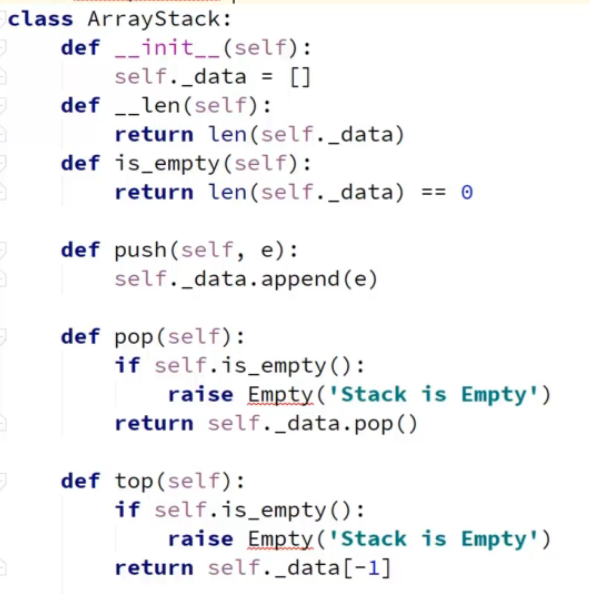 class ArrayStack:
    def __init__(self):
        self._data = []
    def __len(self):
        return len(self._data)
    def is_empty(self):
        return len(self._data) == 0

    def push(self, e):
        self._data.append(e)

    def pop(self):
        if self.is_empty():
            raise Empty('Stack is Empty')
        return self._data.pop()

    def top(self):
        if self.is_empty():
            raise Empty('Stack is Empty')
        return self._data[-1]